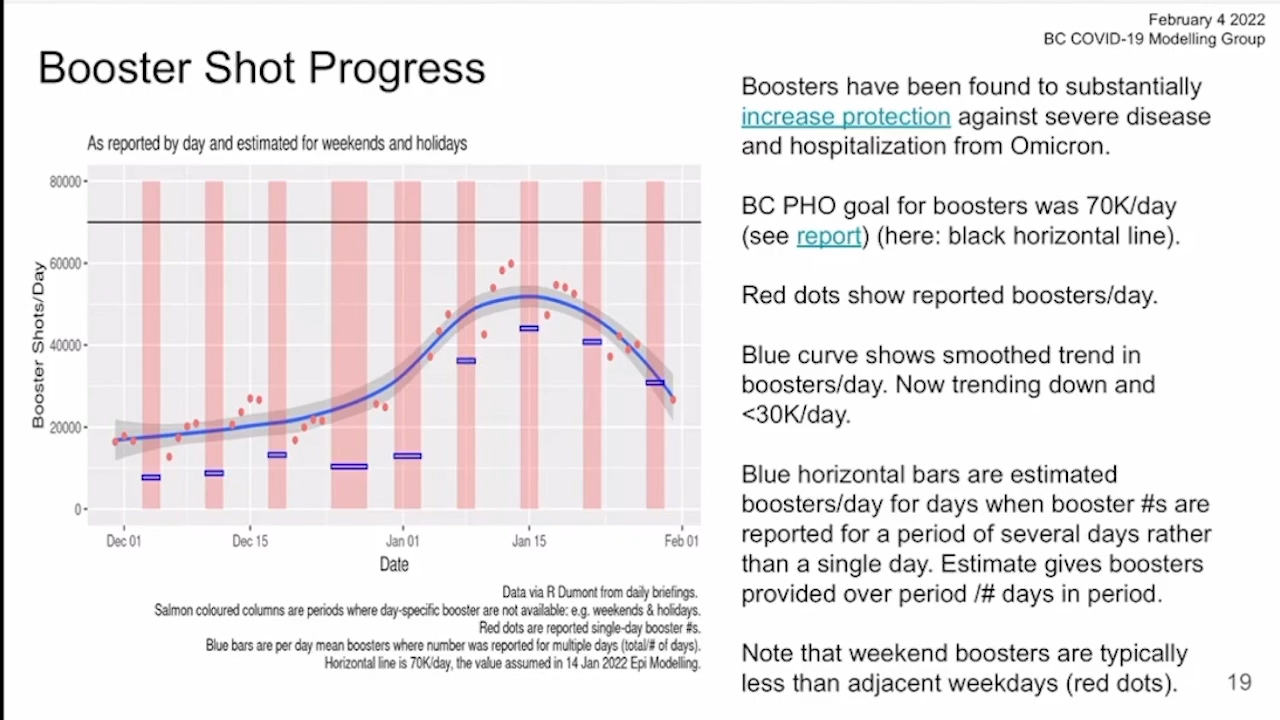 February 4 2022
BC COVID-19 Modelling Group
Booster Shot Progress
As reported by day and estimated for weekends and holidays
80000
60000
40000
20000
0
Booster Shots/Day
Dec 01
Dec 15
Jan 01
Jan 15
Feb 01
Date
Data via R Dumont from daily briefings.
Salmon coloured columns are periods where day-specific booster are not available: e.g. weekends & holidays.
Red dots are reported single-day booster #s.
Blue bars are per day mean boosters where number was reported for multiple days (total/# of days).
Horizontal line is 70K/day, the value assumed in 14 Jan 2022 Epi Modelling.
Boosters have been found to substantially
increase protection against severe disease
and hospitalization from Omicron.
BC PHO goal for boosters was 70K/day
(see report) (here: black horizontal line).
Red dots show reported boosters/day.
Blue curve shows smoothed trend in
boosters/day. Now trending down and
<30K/day.
Blue horizontal bars are estimated
boosters/day for days when booster #s are
reported for a period of several days rather
than a single day. Estimate gives boosters
provided over period /# days in period.
Note that weekend boosters are typically
less than adjacent weekdays (red dots).
19